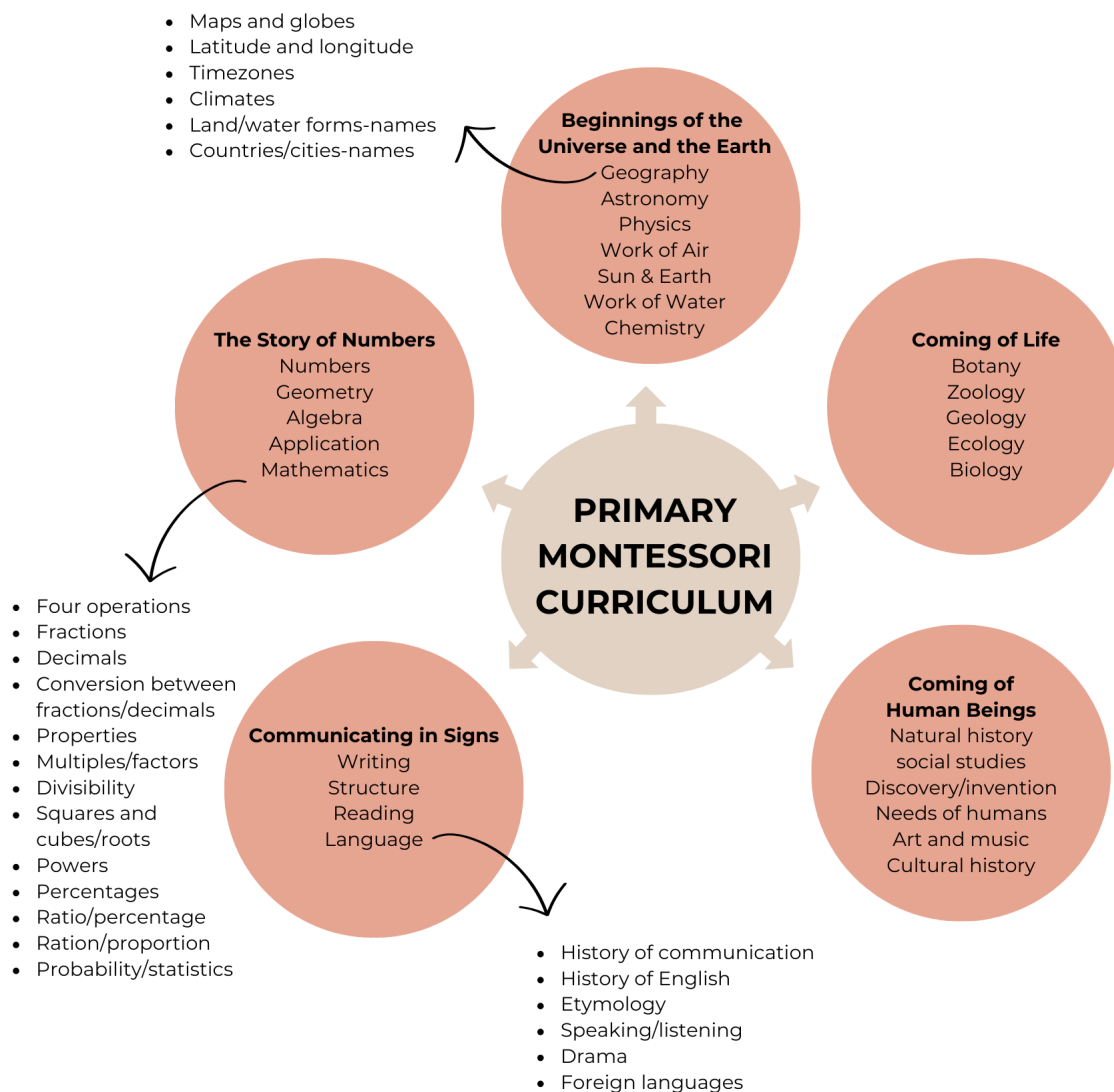 • Maps and globes
• Latitude and longitude
• Timezones
• Climates
• Land/water forms-names
• Countries/cities-names
Beginnings of the
Universe and the Earth
Geography
Astronomy
Physics
Work of Air
Sun & Earth
Work of Water
Chemistry
The Story of Numbers
Numbers
Geometry
Algebra
Application
Mathematics
Coming of Life
Botany
Zoology
Geology
Ecology
Biology
PRIMARY
MONTESSORI
CURRICULUM
• Four operations
• Fractions
• Decimals
• Conversion between
fractions/decimals
• Properties
• Multiples/factors
• Divisibility
• Squares and
cubes/roots
• Powers
• Percentages
• Ratio/percentage
• Ration/proportion
• Probability/statistics
Communicating in Signs
Writing
Structure
Reading
Language
Coming of
Human Beings
Natural history
social studies
Discovery/invention
Needs of humans
Art and music
Cultural history
• History of communication
• History of English
• Etymology
• Speaking/listening
• Drama
• Foreign languages